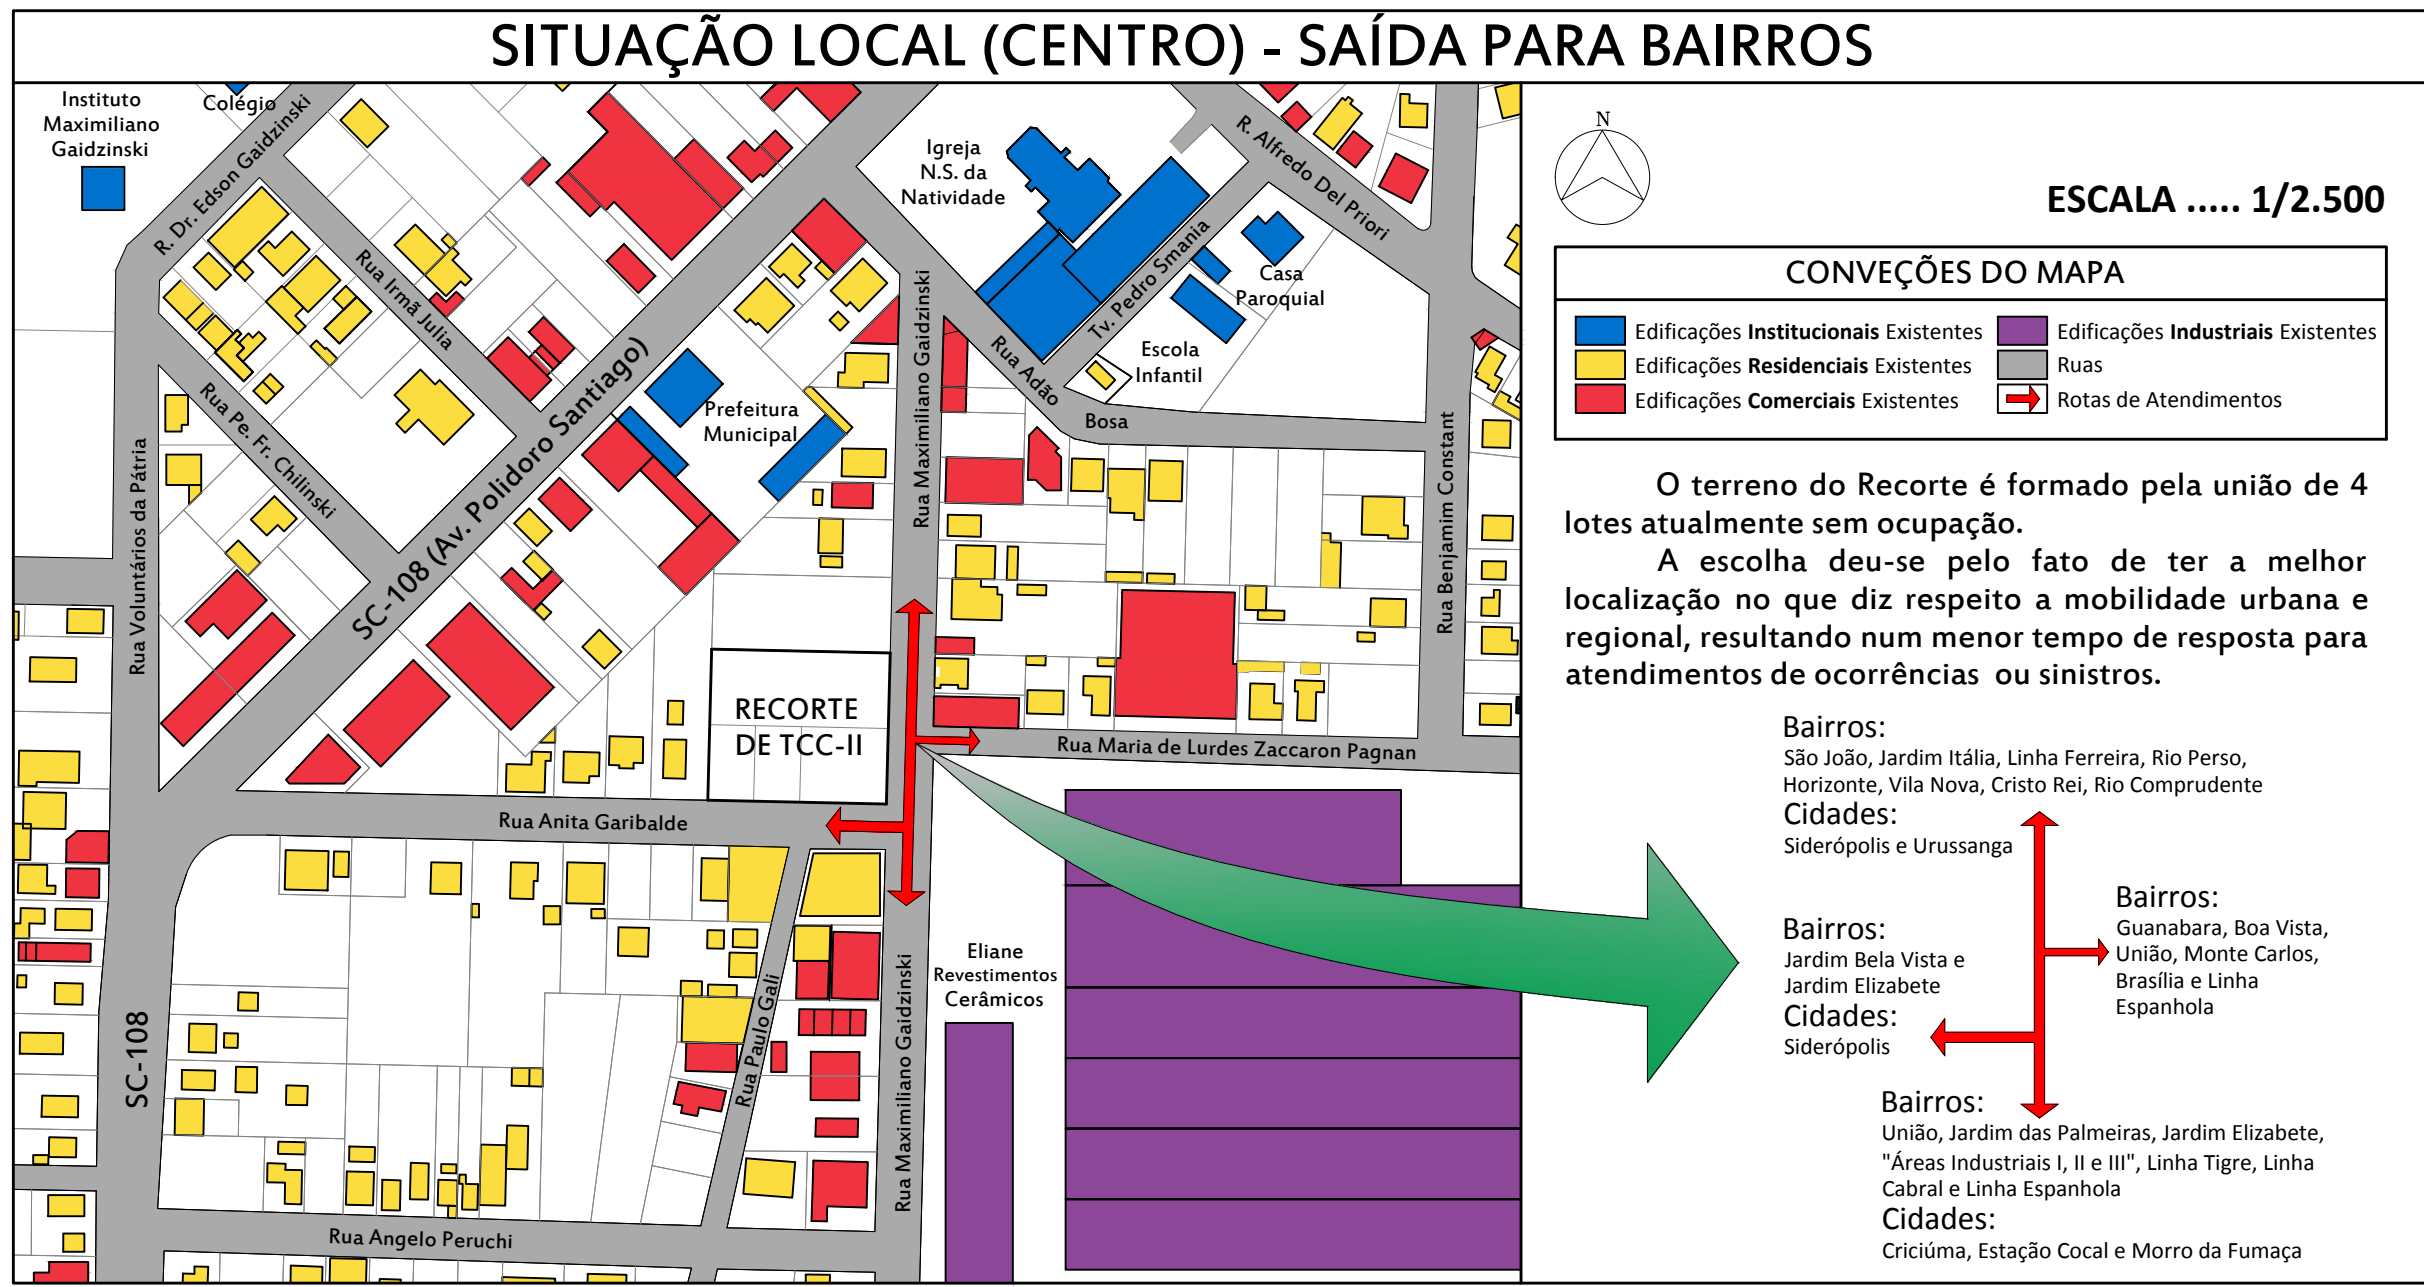 SITUAÇÃO LOCAL (CENTRO) - SAÍDA PARA BAIRROS
Instituto
Maximiliano
Gaidzinski
Colégio
R. Dr. Edson Gaidzinski
Rua Irmã Julia
Rua Pe. Fr. Chilinski
Rua Voluntários da Pátria
SC-108 (Av. Polidoro Santiago)
Igreja
N.S. da
Natividade
R. Alfredo Del Priori
Tv. Pedro Smania
Casa
Paroquial
Escola
Infantil
Rua Adão
Bosa
Prefeitura
Municipal
Rua Maximiliano Gaidzinski
Rua Benjamim Constant
RECORTE
DE TCC-II
Rua Maria de Lurdes Zaccaron Pagnan
Rua Anita Garibalde
Rua Paulo Gali
Rua Maximiliano Gaidzinski
Eliane
Revestimentos
Cerâmicos
SC-108
Rua Angelo Peruchi
N
ESCALA ..... 1/2.500
CONVEÇÕES DO MAPA
Edificações Institucionais Existentes
Edificações Residenciais Existentes
Edificações Comerciais Existentes
Edificações Industriais Existentes
Ruas
Rotas de Atendimentos
O terreno do Recorte é formado pela união de 4
lotes atualmente sem ocupação.
A escolha deu-se pelo fato de ter a melhor
localização no que diz respeito a mobilidade urbana e
regional, resultando num menor tempo de resposta para
atendimentos de ocorrências ou sinistros.
Bairros:
São João, Jardim Itália, Linha Ferreira, Rio Perso,
Horizonte, Vila Nova, Cristo Rei, Rio Comprudente
Cidades:
Siderópolis e Urussanga
Bairros:
Guanabara, Boa Vista,
União, Monte Carlos,
Brasília e Linha
Espanhola
Bairros:
Jardim Bela Vista e
Jardim Elizabete
Cidades:
Siderópolis
Bairros:
União, Jardim das Palmeiras, Jardim Elizabete,
"Áreas Industriais I, II e III", Linha Tigre, Linha
Cabral e Linha Espanhola
Cidades:
Criciúma, Estação Cocal e Morro da Fumaça